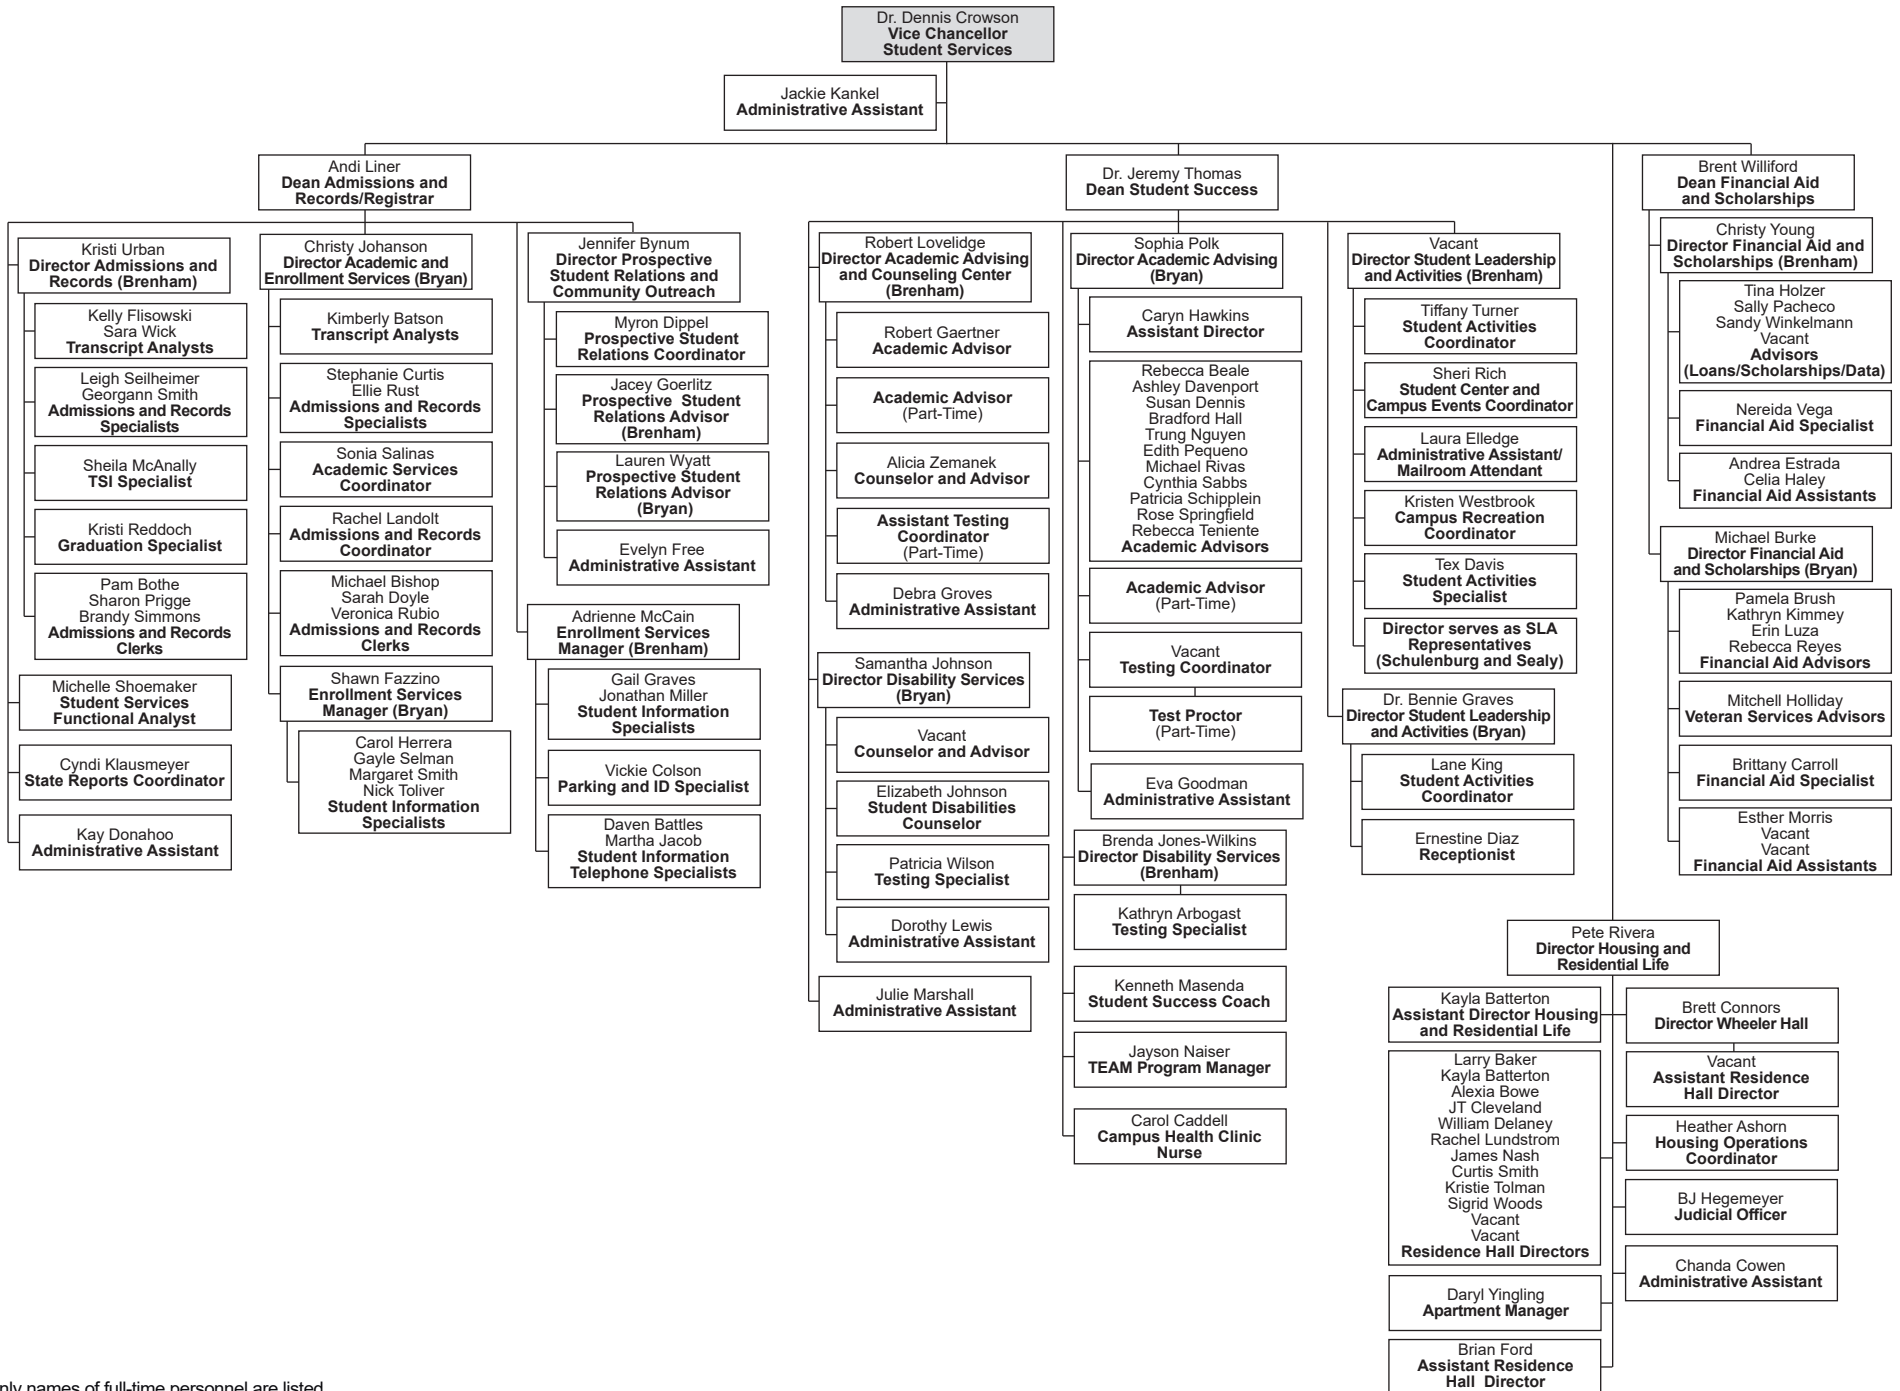 Dr. Dennis Crowson
Vice Chancellor
Student Services
Jackie Kankel
Administrative Assistant
Andi Liner
Dean Admissions and
Records/Registrar
Kristi Urban
Director Admissions and
Records (Brenham)
Kelly Flisowski
Sara Wick
Transcript Analysts
Leigh Seilheimer
Georgann Smith
Admissions and Records
Specialists
Sheila McAnally
TSI Specialist
Kristi Reddoch
Graduation Specialist
Pam Bothe
Sharon Prigge
Brandy Simmons
Admissions and Records
Clerks
Michelle Shoemaker
Student Services
Functional Analyst
Cyndi Klausmeyer
State Reports Coordinator
Kay Donahoo
Administrative Assistant
Christy Johanson
Director Academic and
Enrollment Services (Bryan)
Kimberly Batson
Transcript Analysts
Stephanie Curtis
Ellie Rust
Admissions and Records
Specialists
Sonia Salinas
Academic Services
Coordinator
Rachel Landolt
Admissions and Records
Coordinator
Michael Bishop
Sarah Doyle
Veronica Rubio
Admissions and Records
Clerks
Shawn Fazzino
Enrollment Services
Manager (Bryan)
Carol Herrera
Gayle Selman
Margaret Smith
Nick Toliver
Student Information
Specialists
Jennifer Bynum
Director Prospective
Student Relations and
Community Outreach
Myron Dippel
Prospective Student
Relations Coordinator
Jacey Goerlitz
Prospective  Student
Relations Advisor
(Brenham)
Lauren Wyatt
Prospective Student
Relations Advisor
(Bryan)
Evelyn Free
Administrative Assistant
Adrienne McCain
Enrollment Services
Manager (Brenham)
Gail Graves
Jonathan Miller
Student Information
Specialists
Vickie Colson
Parking and ID Specialist
Daven Battles
Martha Jacob
Student Information
Telephone Specialists
Dr. Jeremy Thomas
Dean Student Success
Robert Lovelidge
Director Academic Advising
and Counseling Center
(Brenham)
Robert Gaertner
Academic Advisor
Academic Advisor
(Part-Time)
Alicia Zemanek
Counselor and Advisor
Assistant Testing
Coordinator
(Part-Time)
Debra Groves
Administrative Assistant
Samantha Johnson
Director Disability Services
(Bryan)
Vacant
Counselor and Advisor
Elizabeth Johnson
Student Disabilities
Counselor
Patricia Wilson
Testing Specialist
Dorothy Lewis
Administrative Assistant
Julie Marshall
Administrative Assistant
Sophia Polk
Director Academic Advising
(Bryan)
Caryn Hawkins
Assistant Director
Rebecca Beale
Ashley Davenport
Susan Dennis
Bradford Hall
Trung Nguyen
Edith Pequeno
Michael Rivas
Cynthia Sabbs
Patricia Schipplein
Rose Springfield
Rebecca Teniente
Academic Advisors
Academic Advisor
(Part-Time)
Vacant
Testing Coordinator
Test Proctor
(Part-Time)
Eva Goodman
Administrative Assistant
Brenda Jones-Wilkins
Director Disability Services
(Brenham)
Kathryn Arbogast
Testing Specialist
Kenneth Masenda
Student Success Coach
Jayson Naiser
TEAM Program Manager
Carol Caddell
Campus Health Clinic
Nurse
Vacant
Director Student Leadership
and Activities (Brenham)
Tiffany Turner
Student Activities
Coordinator
Sheri Rich
Student Center and
Campus Events Coordinator
Laura Elledge
Administrative Assistant/
Mailroom Attendant
Kristen Westbrook
Campus Recreation
Coordinator
Tex Davis
Student Activities
Specialist
Director serves as SLA
Representatives
(Schulenburg and Sealy)
Dr. Bennie Graves
Director Student Leadership
and Activities (Bryan)
Lane King
Student Activities
Coordinator
Ernestine Diaz
Receptionist
Brent Williford
Dean Financial Aid
and Scholarships
Christy Young
Director Financial Aid and
Scholarships (Brenham)
Tina Holzer
Sally Pacheco
Sandy Winkelmann
Vacant
Advisors
(Loans/Scholarships/Data)
Nereida Vega
Financial Aid Specialist
Andrea Estrada
Celia Haley
Financial Aid Assistants
Michael Burke
Director Financial Aid
and Scholarships (Bryan)
Pamela Brush
Kathryn Kimmey
Erin Luza
Rebecca Reyes
Financial Aid Advisors
Mitchell Holliday
Veteran Services Advisors
Brittany Carroll
Financial Aid Specialist
Esther Morris
Vacant
Vacant
Financial Aid Assistants
Pete Rivera
Director Housing and
Residential Life
Kayla Batterton
Assistant Director Housing
and Residential Life
Larry Baker
Kayla Batterton
Alexia Bowe
JT Cleveland
William Delaney
Rachel Lundstrom
James Nash
Curtis Smith
Kristie Tolman
Sigrid Woods
Vacant
Vacant
Residence Hall Directors
Daryl Yingling
Apartment Manager
Brian Ford
Assistant Residence
Hall  Director
Brett Connors
Director Wheeler Hall
Vacant
Assistant Residence
Hall Director
Heather Ashorn
Housing Operations
Coordinator
BJ Hegemeyer
Judicial Officer
Chanda Cowen
Administrative Assistant
nly names of full-time personnel are listed